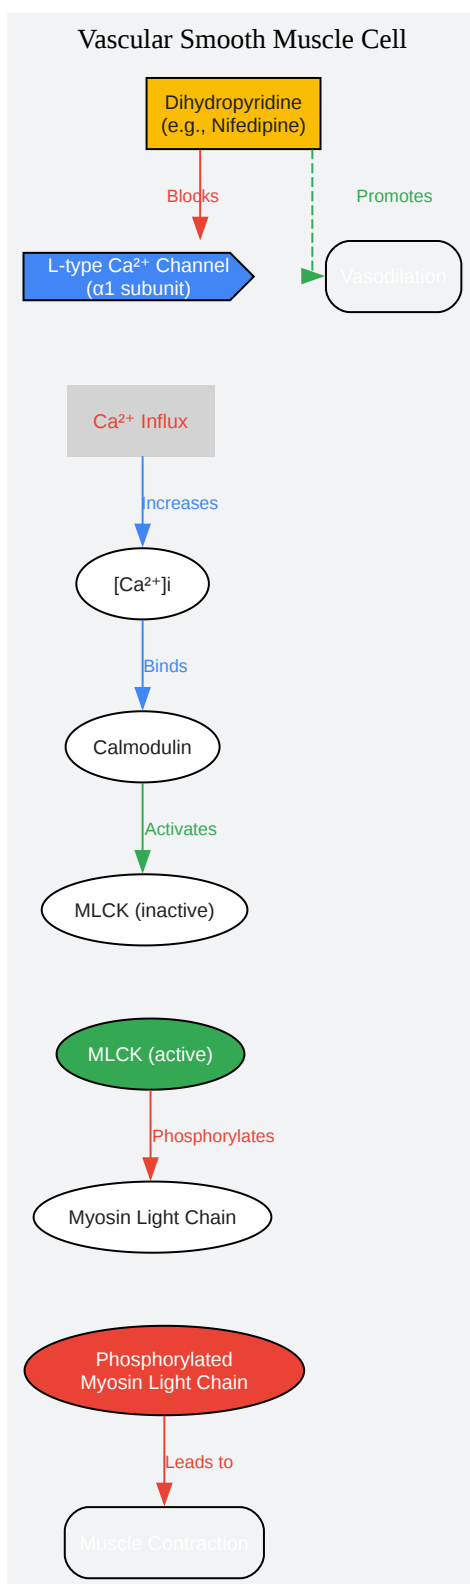 Vascular Smooth Muscle Cell
Dihydropyridine
(e.g., Nifedipine)
Blocks
Promotes
L-type Ca²⁺ Channel
(α1 subunit)
Vasodilation
Ca²⁺ Influx
Increases
[Ca²⁺]i
Binds
Calmodulin
Activates
MLCK (inactive)
MLCK (active)
Phosphorylates
Myosin Light Chain
Phosphorylated
Myosin Light Chain
Leads to
Muscle Contraction